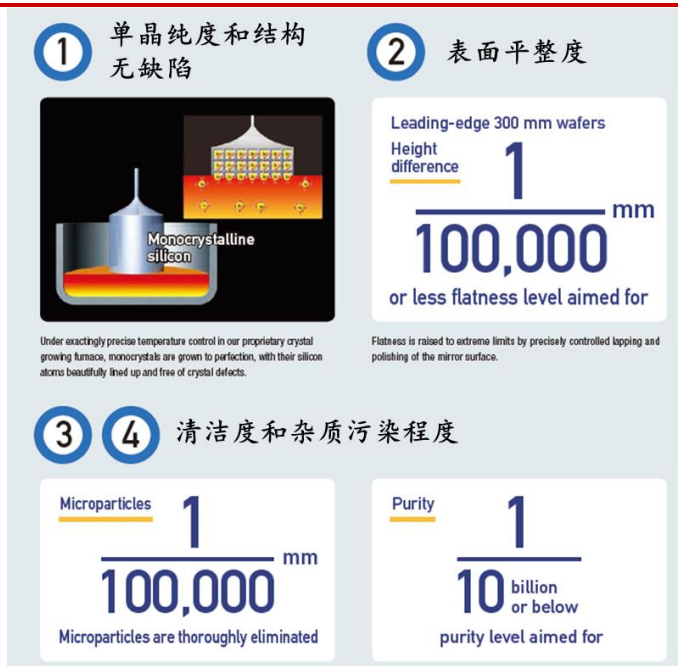 1
单晶纯度和结构
无缺陷
2
表面平整度
Monocrystalline
silicon
Under exactingly precise temperature control in our proprietary crystal
growing furnace, monocrystals are grown to perfection, with their silicon
atoms beautifully lined up and free of crystal defects.
Leading-edge 300 mm wafers
Height
difference
1
100,000
mm
or less flatness level aimed for
Flatness is raised to extreme limits by precisely controlled lapping and
polishing of the mirror surface.
3 4
清洁度和杂质污染程度
Microparticles
1
100,000
mm
Microparticles are thoroughly eliminated
Purity
1
10 billion
or below
purity level aimed for